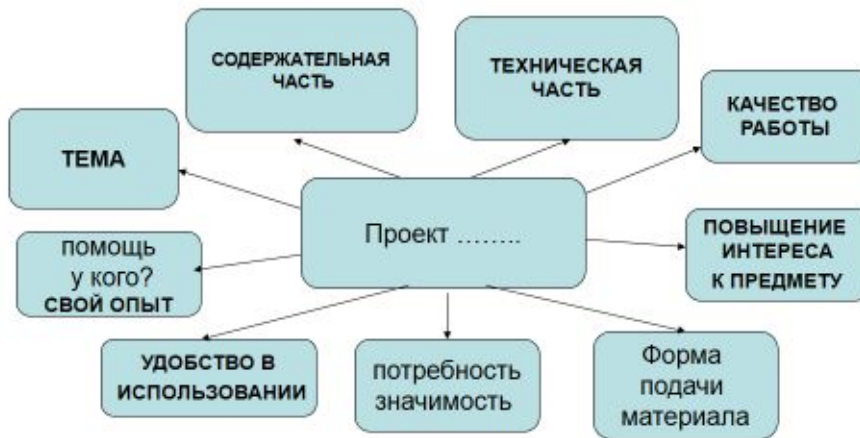 СОДЕРЖАТЕЛЬНАЯ
ЧАСТЬ
ТЕХНИЧЕСКАЯ
ЧАСТЬ
КАЧЕСТВО
РАБОТЫ
ТЕМА
Проект ........
ПОВЫЩЕНИЕ
ИНТЕРЕСА
К ПРЕДМЕТУ
помощь
у кого?
СВОЙ ОПЫТ
УДОБСТВО В
ИСПОЛЬЗОВАНИИ
потребность
значимость
Форма
подачи
материала